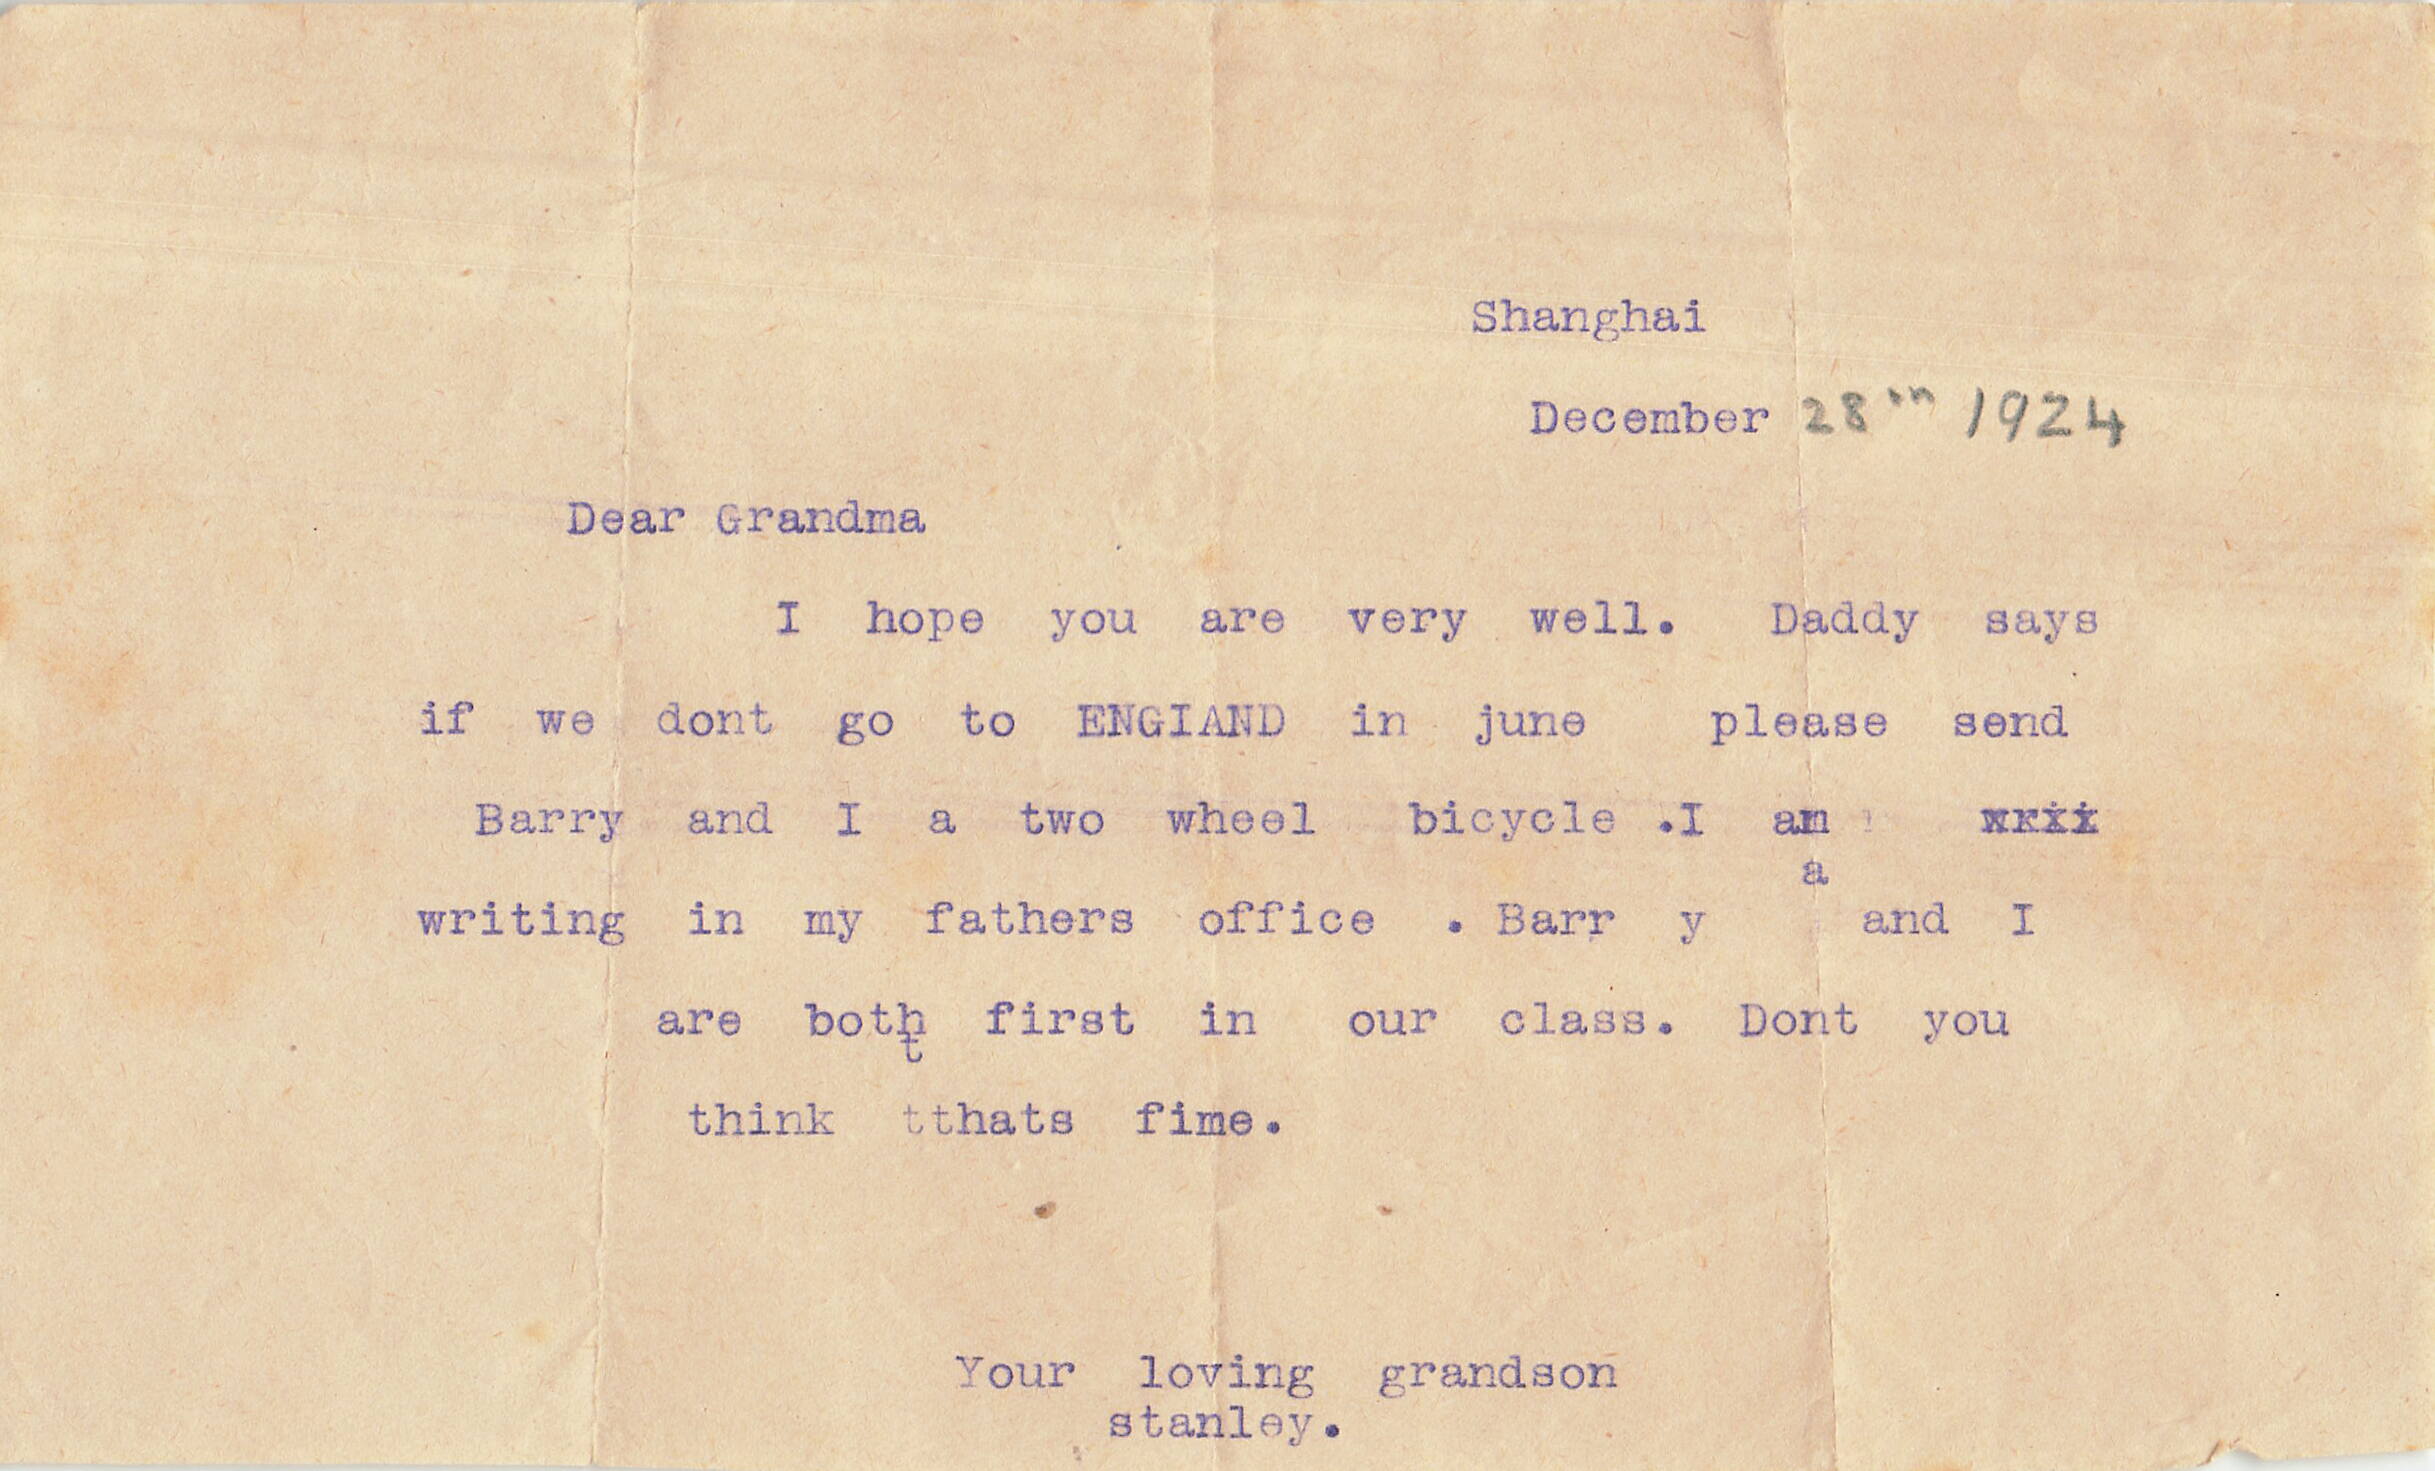 Shanghai
December 28th 1924
Dear Grandma
I hope you are very well. Daddy says
if we dont go to ENGIAND in june please send
Barry and I a two wheel bicycle .I am
a
writing in my fathers office . Barr y and I
are both first in our class. Dont you
t
think tthats fime.
Your loving grandson
stanley.